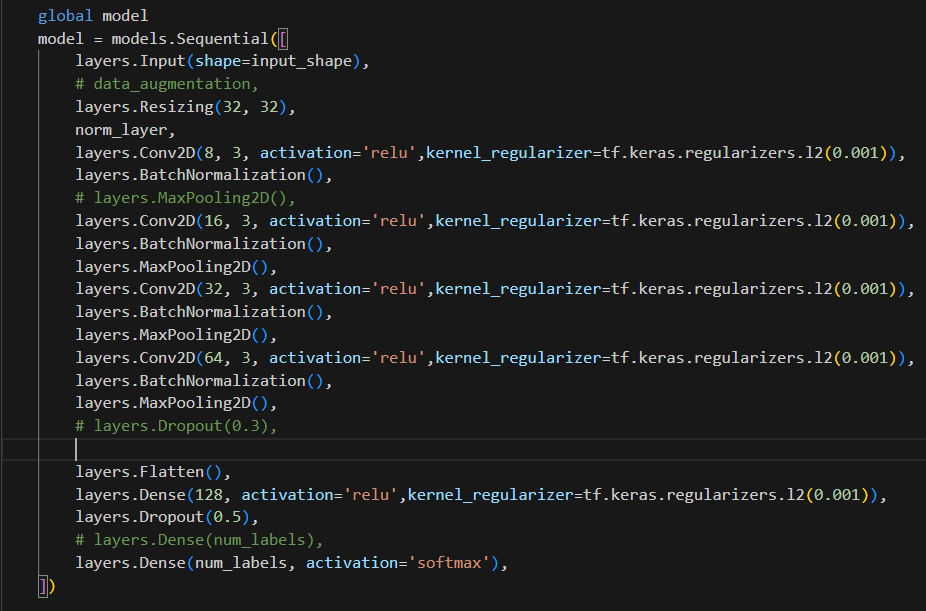 global model
model = models.Sequential([
    layers.Input(shape=input_shape),
    # data_augmentation,
    layers.Resizing(32, 32),
    norm_layer,
    layers.Conv2D(8, 3, activation='relu',kernel_regularizer=tf.keras.regularizers.l2(0.001)),
    layers.BatchNormalization(),
    # layers.MaxPooling2D(),
    layers.Conv2D(16, 3, activation='relu',kernel_regularizer=tf.keras.regularizers.l2(0.001)),
    layers.BatchNormalization(),
    layers.MaxPooling2D(),
    layers.Conv2D(32, 3, activation='relu',kernel_regularizer=tf.keras.regularizers.l2(0.001)),
    layers.BatchNormalization(),
    layers.MaxPooling2D(),
    layers.Conv2D(64, 3, activation='relu',kernel_regularizer=tf.keras.regularizers.l2(0.001)),
    layers.BatchNormalization(),
    layers.MaxPooling2D(),
    # layers.Dropout(0.3),
    layers.Flatten(),
    layers.Dense(128, activation='relu',kernel_regularizer=tf.keras.regularizers.l2(0.001)),
    layers.Dropout(0.5),
    # layers.Dense(num_labels),
    layers.Dense(num_labels, activation='softmax'),
])